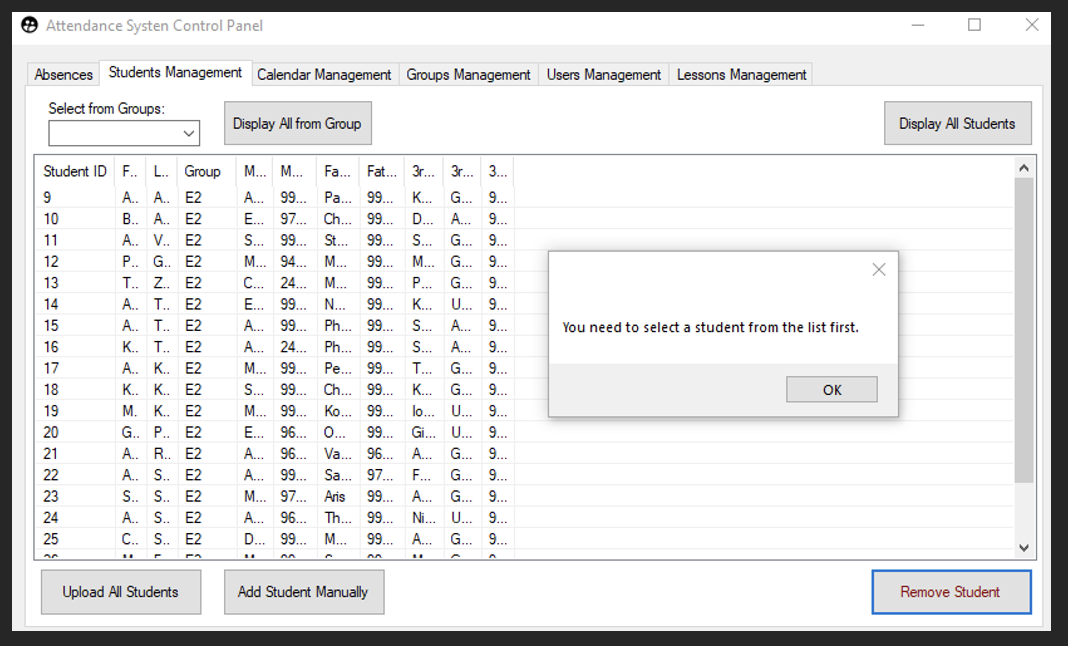 Attendance Systen Control Panel
Absences Students Management Calendar Management Groups Management Users Management Lessons Management
Select from Groups:
Display All from Group
Display All Students
Student ID F.. L.. Group M... M... Fa... Fat... 3r... 3r... 3...
9 A.. A.. E2 A... 99... Pa... 99... K... G... 9...
10 B.. A.. E2 E... 97... Ch... 99... D... A... 9...
11 A.. V.. E2 S... 99... St... 99... S... G... 9...
12 P.. G.. E2 M... 94... M... 99... M... G... 9...
13 T.. Z.. E2 C... 24... M... 99... P... G... 9...
14 A.. T.. E2 E... 99... N... 99... K... U... 9...
15 A.. T.. E2 A... 99... Ph... 99... S... A... 9...
16 K.. T.. E2 A... 24... Ph... 99... S... A... 9...
17 A.. K.. E2 M... 99... Pe... 99... T... G... 9...
18 K.. K.. E2 S... 99... Ch... 99... K... G... 9...
19 M. K.. E2 M... 99... Ko... 99... Io... U... 9...
20 G.. P.. E2 E... 96... O... 99... Gi... U... 9...
21 A.. R.. E2 A... 96... Va... 96... A... G... 9...
22 A.. S.. E2 A... 99... Sa... 97... F... G... 9...
23 S.. S.. E2 M... 97... Aris 99... A... G... 9...
24 A.. S.. E2 A... 96... Th... 99... Ni... U... 9...
25 C.. S.. E2 D... 99... M... 99... A... G... 9...
You need to select a student from the list first.
OK
Upload All Students
Add Student Manually
Remove Student